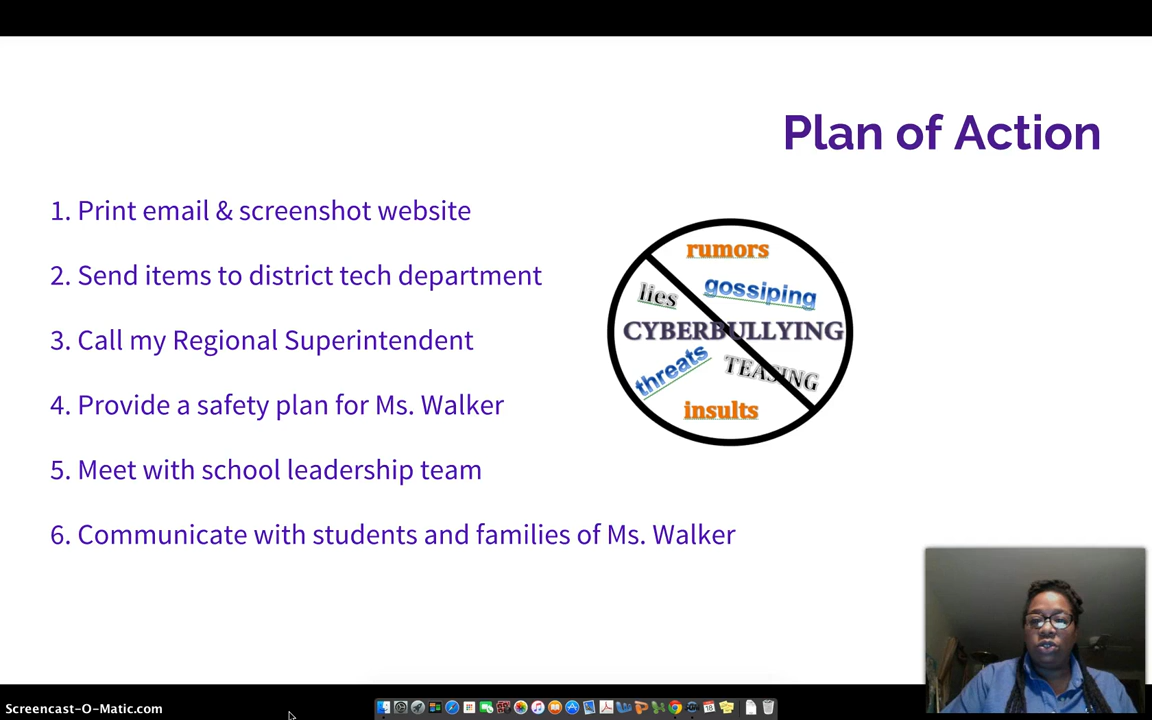 Plan of Action
1. Print email & screenshot website
2. Send items to district tech department
3. Call my Regional Superintendent
4. Provide a safety plan for Ms. Walker
5. Meet with school leadership team
6. Communicate with students and families of Ms. Walker
rumors
gossiping
lies
CYBERBULLYING
threats
TEASING
insults
Screencast-O-Matic.com
18